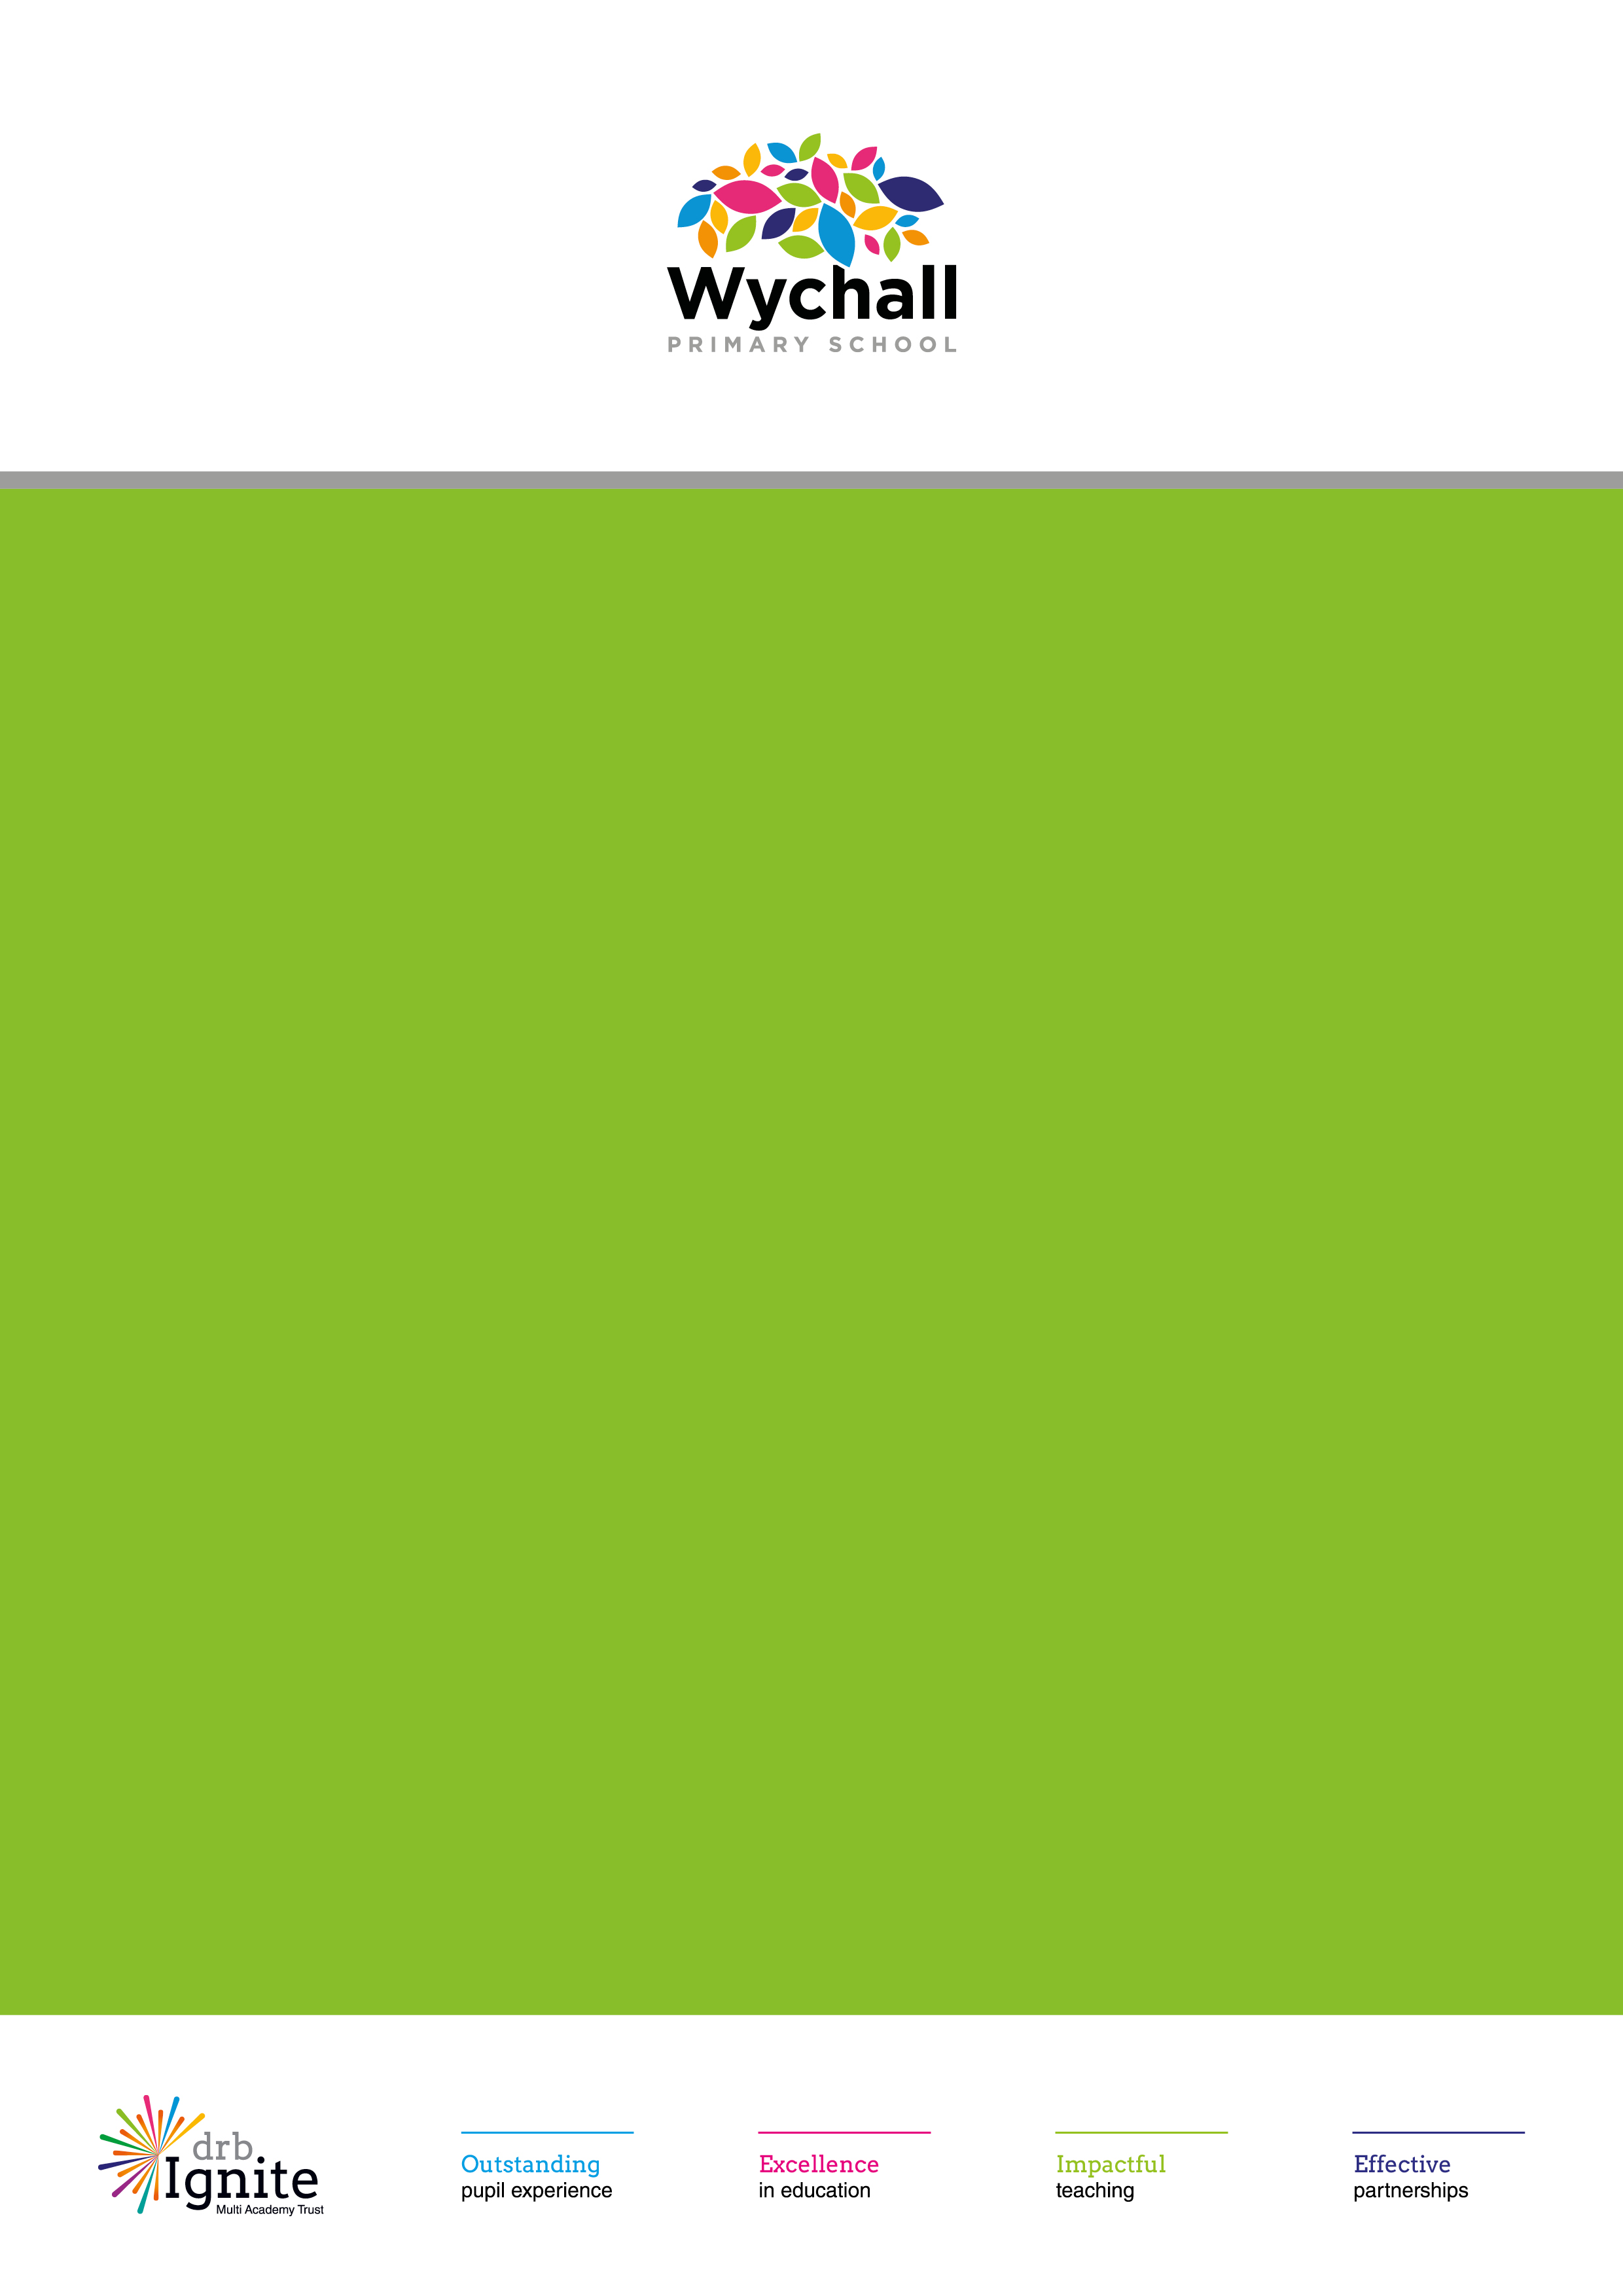 Wychall
PRIMARY SCHOOL
drb
Ignite
Multi Academy Trust
Outstanding
pupil experience
Excellence
in education
Impactful
teaching
Effective
partnerships